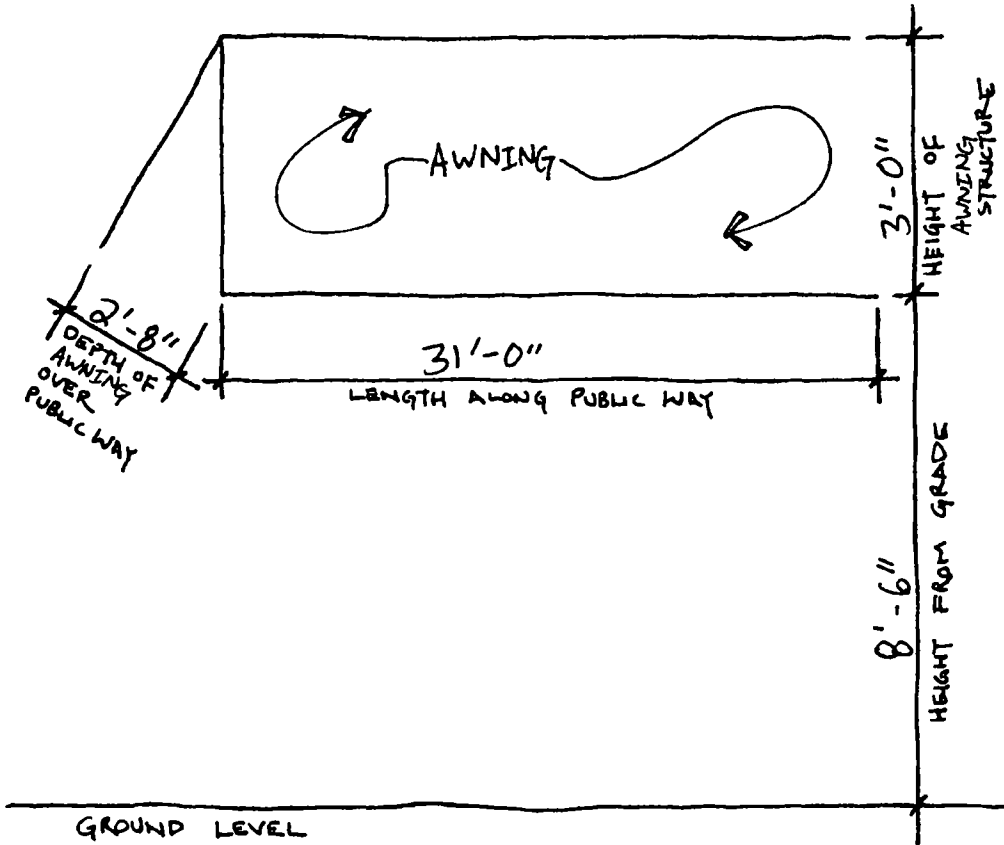 AWNING
3'-0"
HEIGHT OF
AWNING
STRUCTURE
2'-8"
DEPTH OF
AWNING
OVER
PUBLIC WAY
31'-0"
LENGTH ALONG PUBLIC WAY
8'-6"
HEIGHT FROM GRADE
GROUND LEVEL